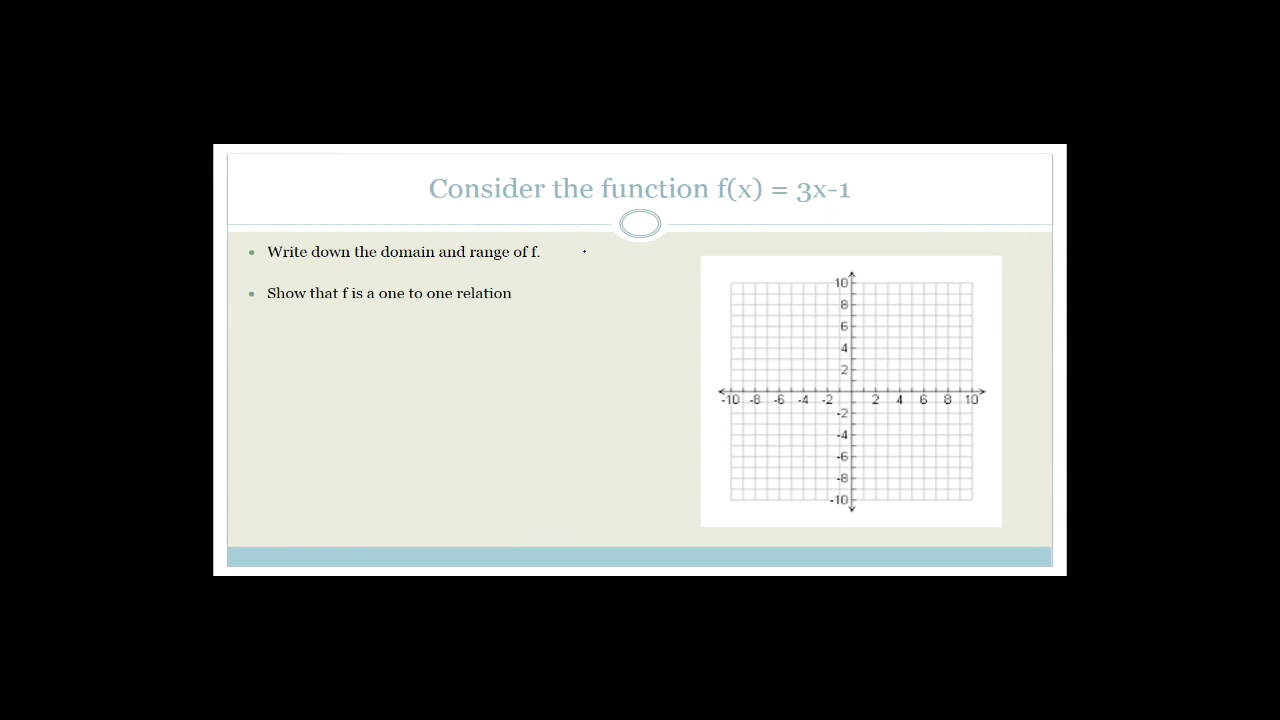 Consider the function f(x) = 3x-1
Write down the domain and range of f.
Show that f is a one to one relation
10
8
6
4
2
-10 -8 -6 -4 -2 2 4 6 8 10
-2
-4
-6
-8
-10